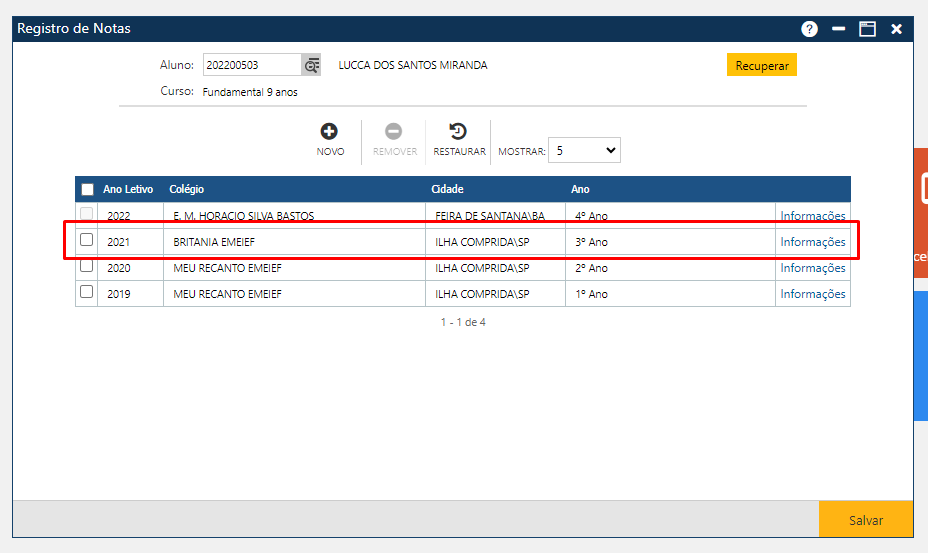 Registro de Notas
Aluno: 202200503 LUCCA DOS SANTOS MIRANDA Recuperar
Curso: Fundamental 9 anos
NOVO REMOVER RESTAURAR MOSTRAR: 5
Ano Letivo Colégio Cidade Ano
2022 E. M. HORACIO SILVA BASTOS FEIRA DE SANTANA\BA 4º Ano Informações
2021 BRITANIA EMEIEF ILHA COMPRIDA\SP 3º Ano Informações
2020 MEU RECANTO EMEIEF ILHA COMPRIDA\SP 2º Ano Informações
2019 MEU RECANTO EMEIEF ILHA COMPRIDA\SP 1º Ano Informações
1 - 1 de 4
Salvar